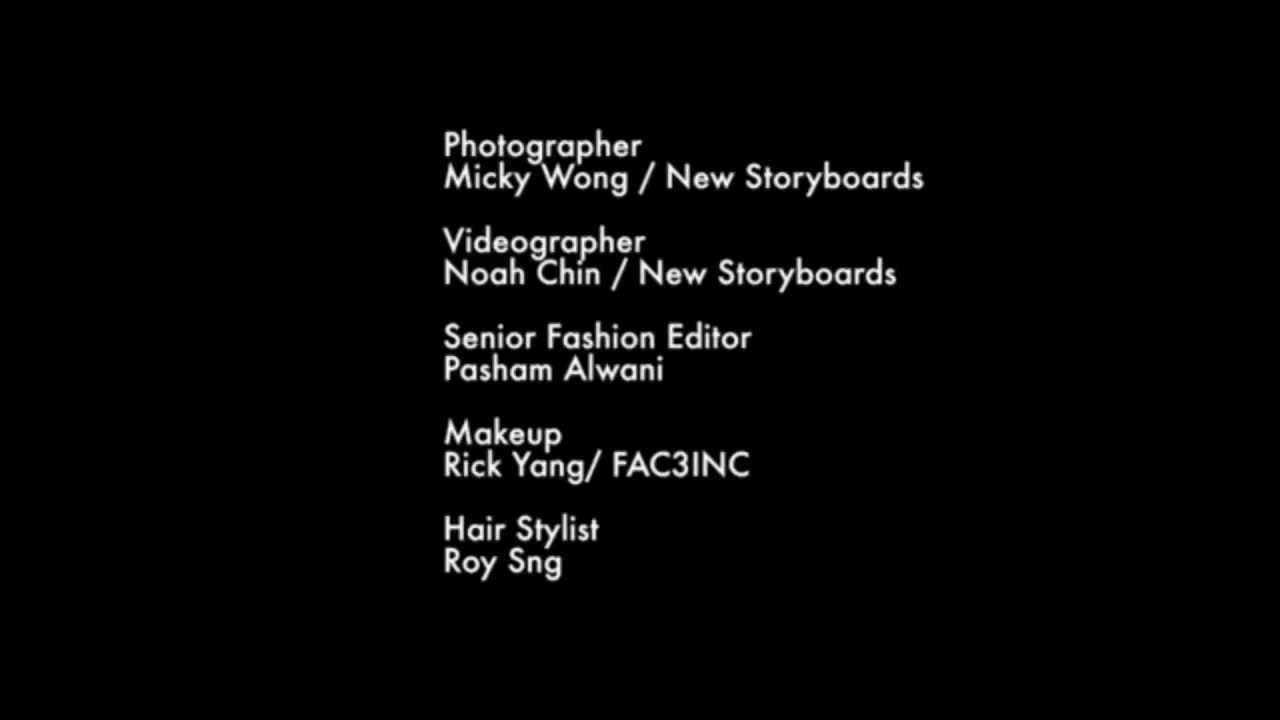 Photographer
Micky Wong / New Storyboards
Videographer
Noah Chin / New Storyboards
Senior Fashion Editor
Pasham Alwani
Makeup
Rick Yang/ FAC3INC
Hair Stylist
Roy Sng